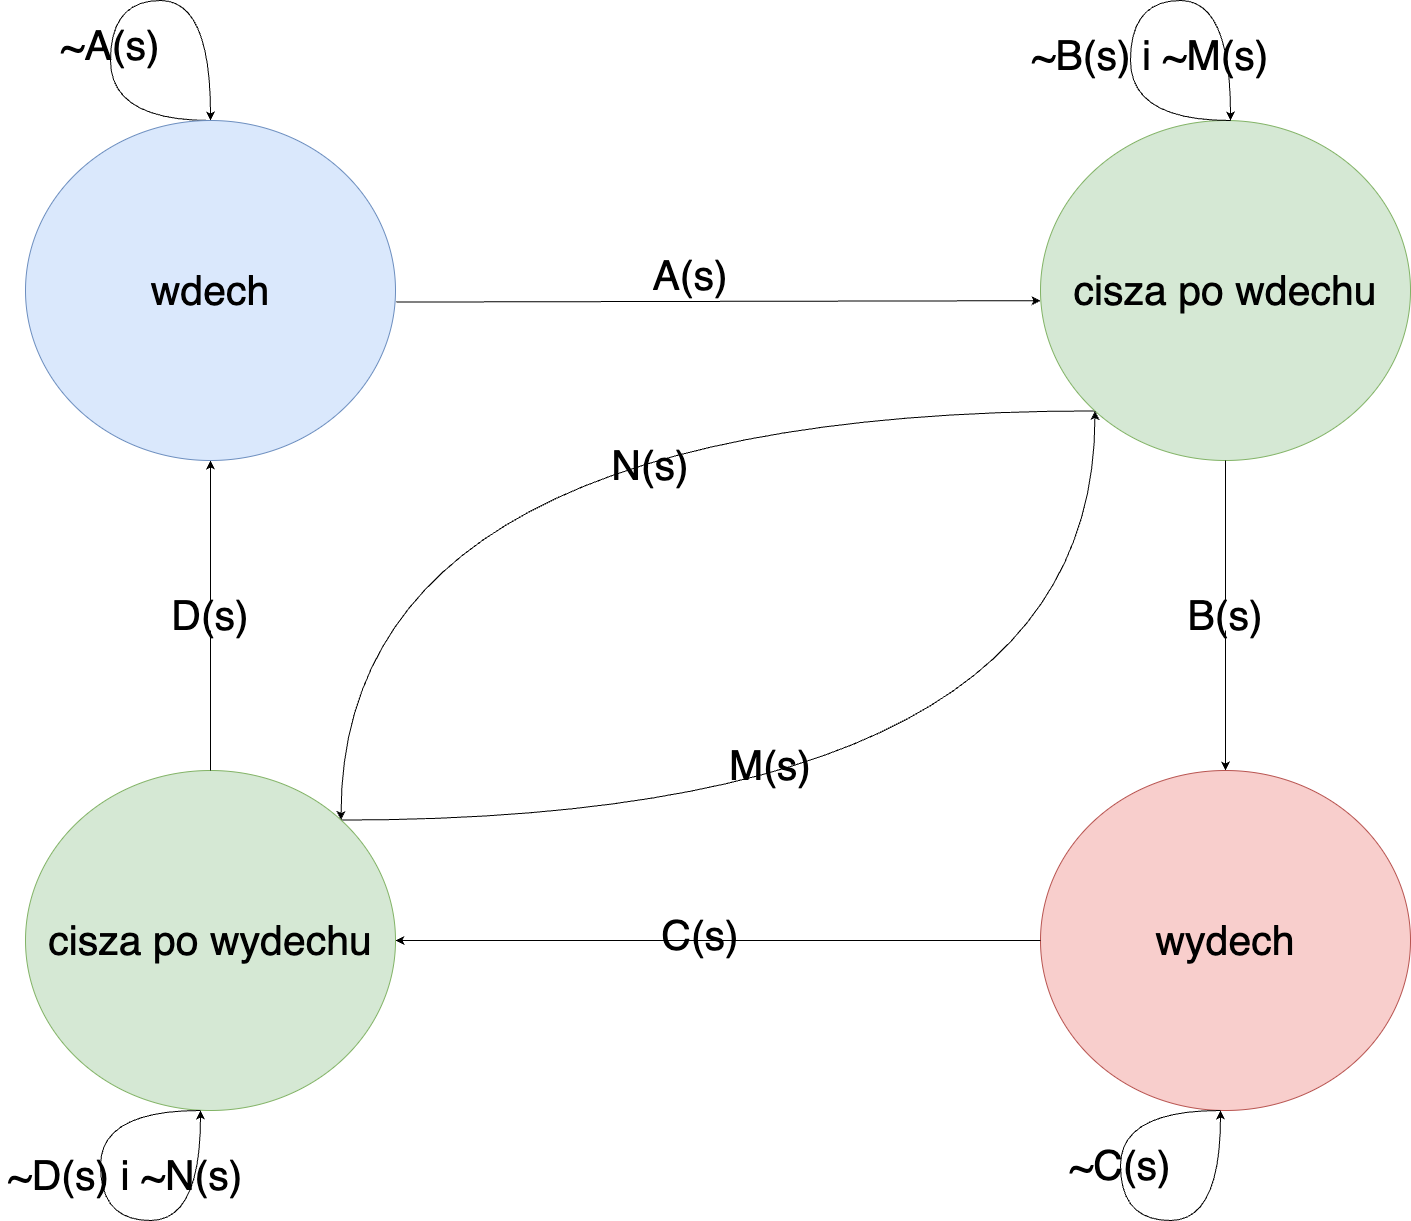 ~A(s)
~B(s) i ~M(s)
wdech
A(s)
cisza po wdechu
N(s)
D(s)
B(s)
M(s)
cisza po wydechu
C(s)
wydech
~D(s) i ~N(s)
~C(s)